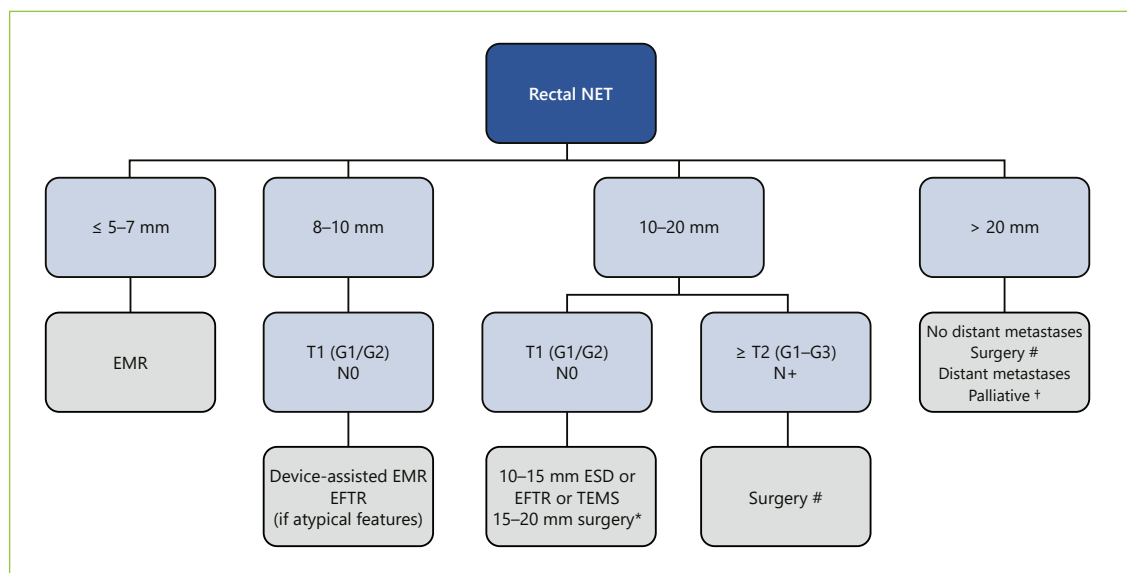 Rectal NET
≤ 5–7 mm
8–10 mm
10–20 mm
> 20 mm
EMR
T1 (G1/G2)
N0
T1 (G1/G2)
N0
≥ T2 (G1–G3)
N+
No distant metastases
Surgery #
Distant metastases
Palliative †
Device-assisted EMR
EFTR
(if atypical features)
10–15 mm ESD or
EFTR or TEMS
15–20 mm surgery*
Surgery #